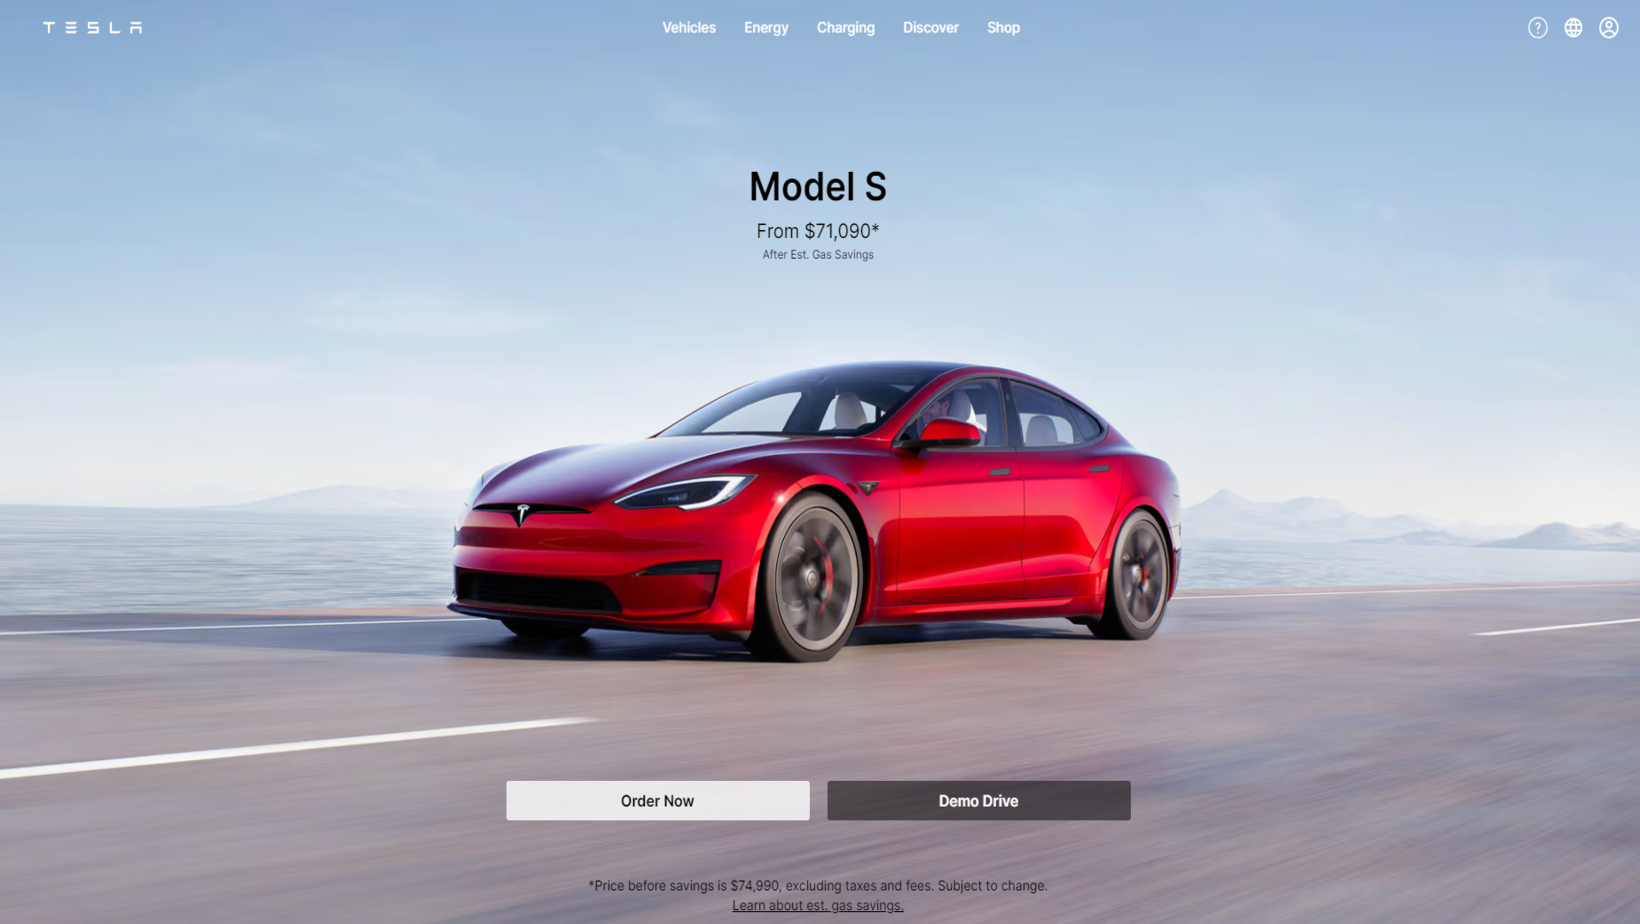 TESLA
Vehicles Energy Charging Discover Shop
?
Model S
From $71,090*
After Est. Gas Savings
Order Now
Demo Drive
*Price before savings is $74,990, excluding taxes and fees. Subject to change.
Learn about est. gas savings.